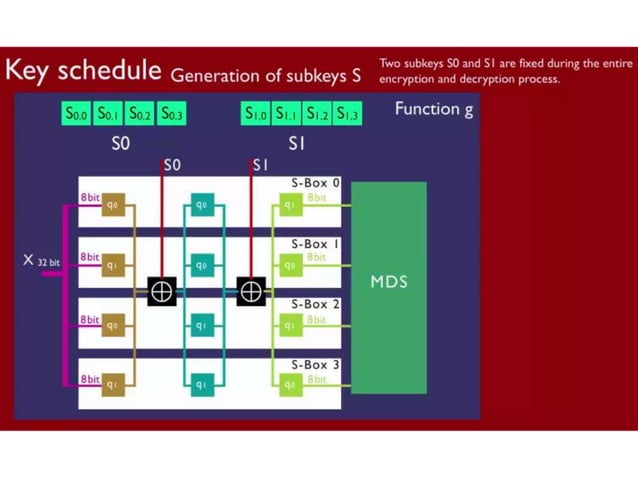 Key schedule Generation of subkeys S
Two subkeys S0 and S1 are fixed during the entire
encryption and decryption process.
Function g
S0,0 S0,1 S0,2 S0,3
S1,0 S1,1 S1,2 S1,3
S0
S1
S0
S1
S-Box 0
8bit q0 q0 q1 8bit
S-Box 1
X 32 bit
8bit q1 q0 q0 8bit
MDS
S-Box 2
8bit q0 q1 q1 8bit
S-Box 3
8bit q1 q1 q0 8bit